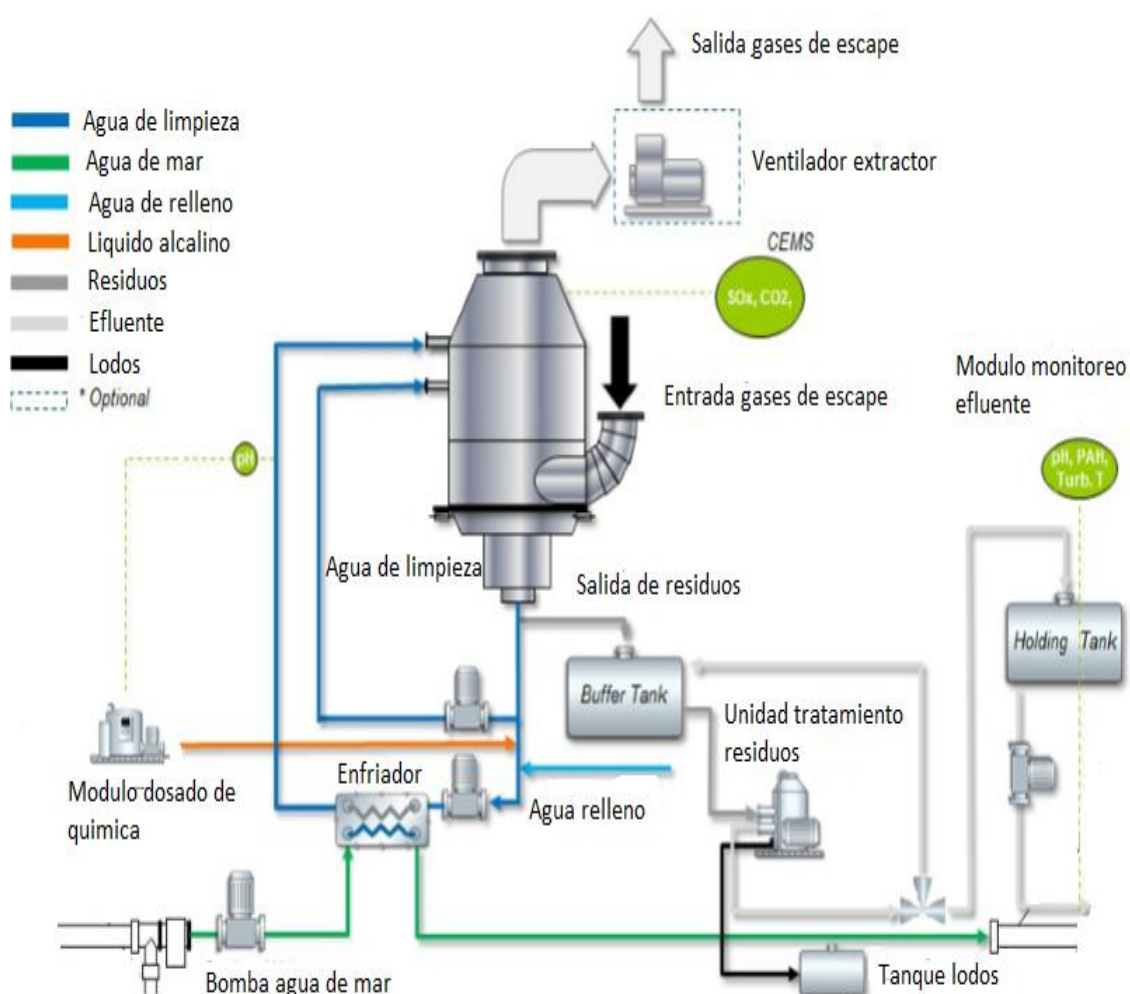 Salida gases de escape
Agua de limpieza
Agua de mar
Agua de relleno
Liquido alcalino
Residuos
Efluente
Lodos
* Optional
Ventilador extractor
CEMS
SOx, CO2,
Entrada gases de escape
Modulo monitoreo
efluente
pH
pH, PAH,
Turb. T
Agua de limpieza
Salida de residuos
Holding Tank
Buffer Tank
Unidad tratamiento
residuos
Modulo dosado de
quimica
Enfriador
Agua relleno
Bomba agua de mar
Tanque lodos